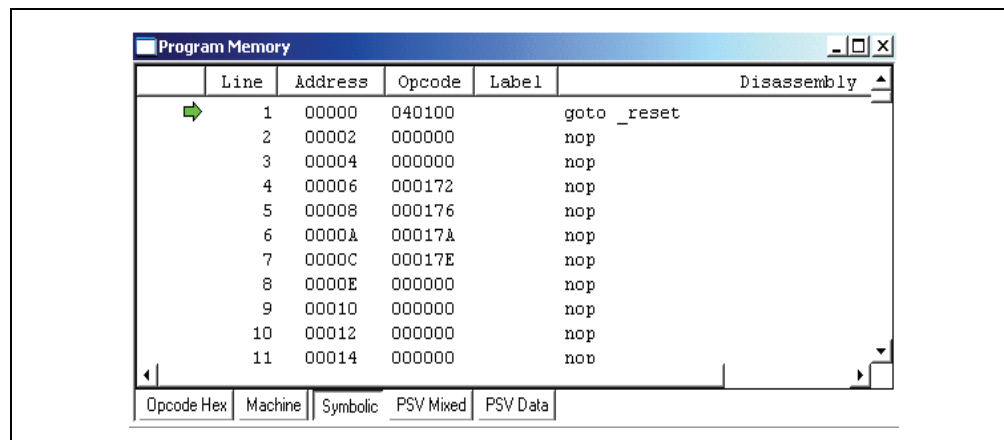 Program Memory
Line Address Opcode Label Disassembly
1 00000 040100 goto _reset
2 00002 000000 nop
3 00004 000000 nop
4 00006 000172 nop
5 00008 000176 nop
6 0000A 00017A nop
7 0000C 00017E nop
8 0000E 000000 nop
9 00010 000000 nop
10 00012 000000 nop
11 00014 000000 nop
Opcode Hex Machine Symbolic PSV Mixed PSV Data